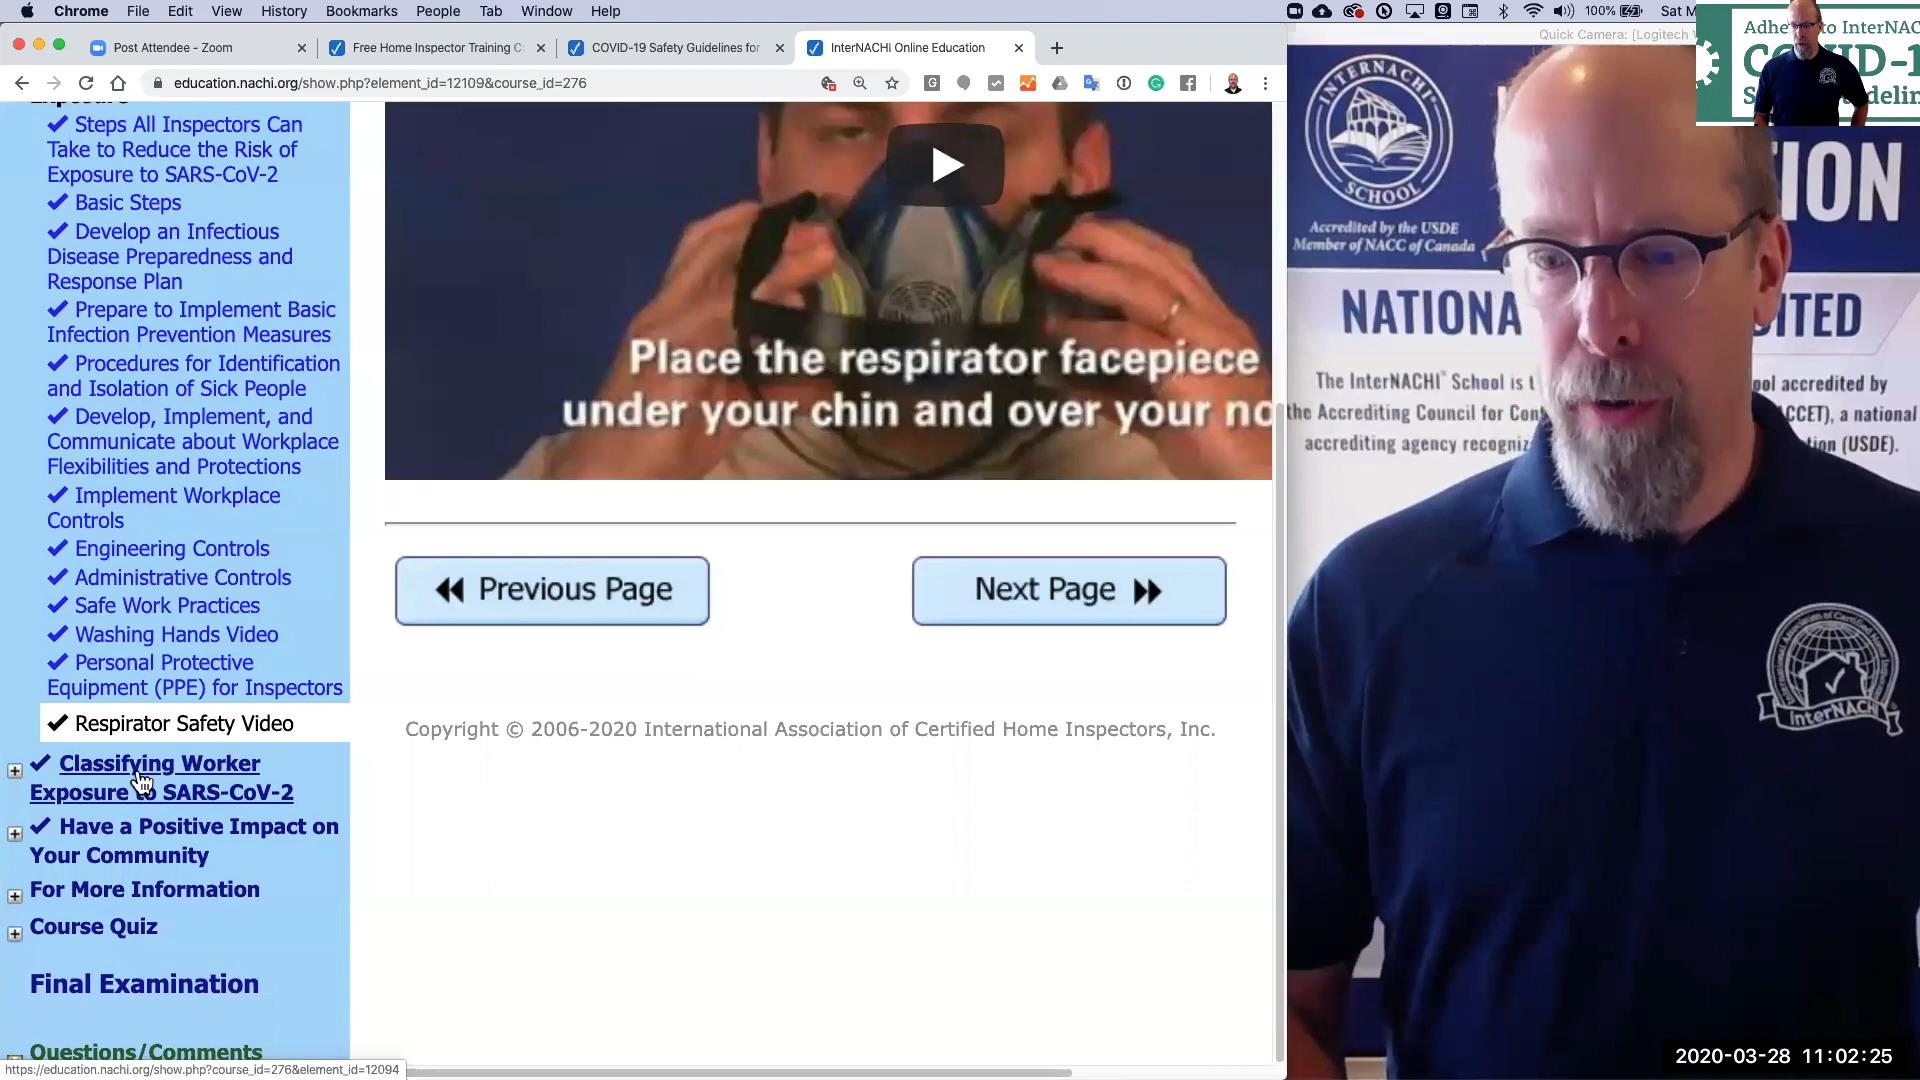 Chrome File Edit View History Bookmarks People Tab Window Help
100% Sat M
Post Attendee - Zoom
Free Home Inspector Training C
COVID-19 Safety Guidelines for
InterNACHI Online Education
Quick Camera: [Logitech
education.nachi.org/show.php?element_id=12109&course_id=276
Steps All Inspectors Can
Take to Reduce the Risk of
Exposure to SARS-CoV-2
Basic Steps
Develop an Infectious
Disease Preparedness and
Response Plan
Prepare to Implement Basic
Infection Prevention Measures
Procedures for Identification
and Isolation of Sick People
Develop, Implement, and
Communicate about Workplace
Flexibilities and Protections
Implement Workplace
Controls
Engineering Controls
Administrative Controls
Safe Work Practices
Washing Hands Video
Personal Protective
Equipment (PPE) for Inspectors
Respirator Safety Video
Classifying Worker
Exposure to SARS-CoV-2
Have a Positive Impact on
Your Community
For More Information
Course Quiz
Final Examination
Questions/Comments
https://education.nachi.org/show.php?course_id=276&element_id=12094
Place the respirator facepiece
under your chin and over your no
Previous Page
Next Page
Copyright © 2006-2020 International Association of Certified Home Inspectors, Inc.
Adhe to InterNACHI
INTERNACHI
SCHOOL
Accredited by the USDE
Member of NACC of Canada
ION
NATIONA ITED
The InterNACHI® School is t ool accredited by
the Accrediting Council for Con CCET), a national
accrediting agency recogniz tion (USDE).
InterNACHI
2020-03-28 11:02:25